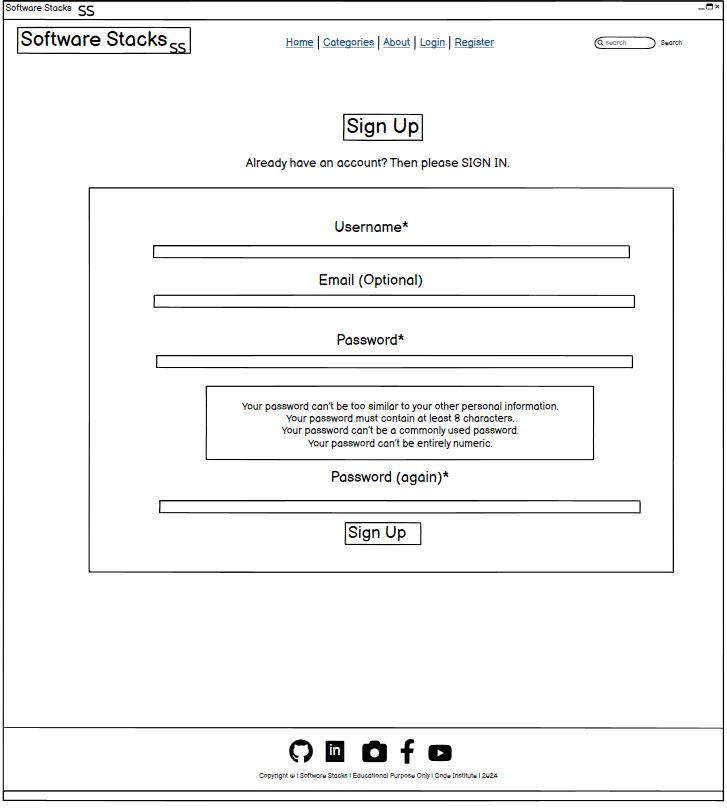 Software Stacks SS
Software Stacks SS
Home | Categories | About | Login | Register
search
Search
Sign Up
Already have an account? Then please SIGN IN.
Username*
Email (Optional)
Password*
Your password can't be too similar to your other personal information.
Your password must contain at least 8 characters.
Your password can't be a commonly used password.
Your password can't be entirely numeric.
Password (again)*
Sign Up
in
Copyright © | Software Stacks | Educational Purpose Only | Code Institute | 2024